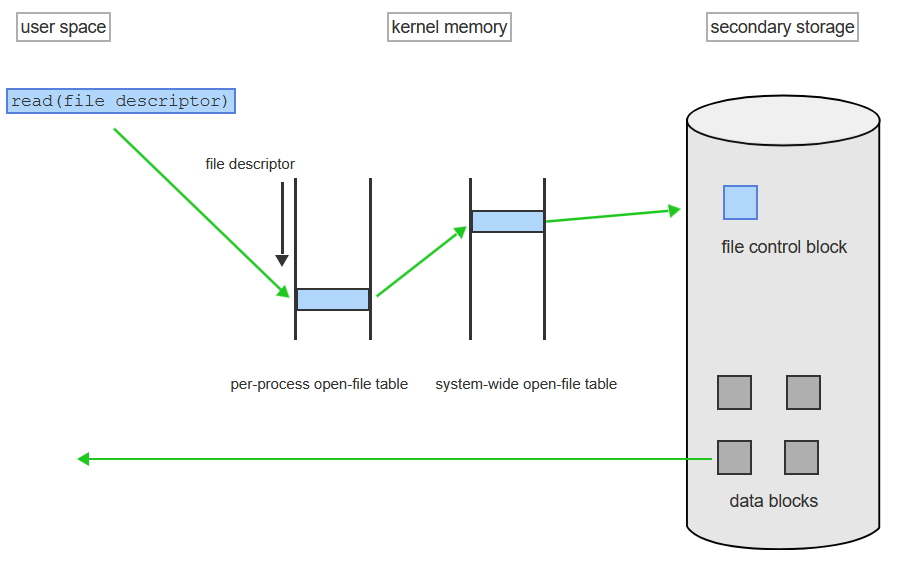 user space
kernel memory
secondary storage
read(file descriptor)
file descriptor
file control block
per-process open-file table
system-wide open-file table
data blocks